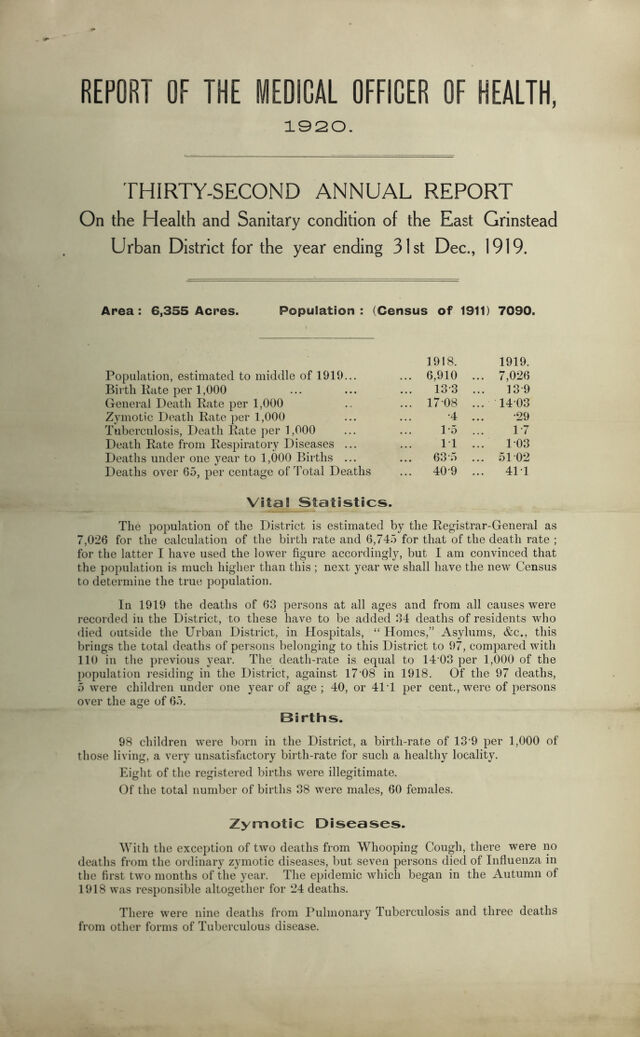 REPORT OF THE MEDICAL OFFICER OF HEALTH,
1920.
THIRTY-SECOND ANNUAL REPORT
On the Health and Sanitary condition of the East Grinstead
Urban District for the year ending 31st Dec., 1919.
Area: 6,355 Acres. Population: (Census of 1911) 7090.
1918. 1919.
Population, estimated to middle of 1919... ... 6,910 ... 7,026
Birth Rate per 1,000 ... ... ... 13·3 ... 13·9
General Death Rate per 1,000 .. ... 17·08 ... 14·03
Zymotic Death Rate per 1,000 ... ... ·4 ... ·29
Tuberculosis, Death Rate per 1,000 ... ... 1·5 ... 1·7
Death Rate from Respiratory Diseases ... ... 1·1 ... 1·03
Deaths under one year to 1,000 Births ... ... 63·5 ... 51·02
Deaths over 65, per centage of Total Deaths ... 40·9 ... 41·1
Vital Statistics.
The population of the District is estimated by the Registrar-General as
7,026 for the calculation of the birth rate and 6,745 for that of the death rate ;
for the latter I have used the lower figure accordingly, but I am convinced that
the population is much higher than this ; next year we shall have the new Census
to determine the true population.
In 1919 the deaths of 63 persons at all ages and from all causes were
recorded in the District, to these have to be added 34 deaths of residents who
died outside the Urban District, in Hospitals, “ Homes,” Asylums, &c., this
brings the total deaths of persons belonging to this District to 97, compared with
110 in the previous year. The death-rate is equal to 14·03 per 1,000 of the
population residing in the District, against 17·08 in 1918. Of the 97 deaths,
5 were children under one year of age ; 40, or 41·1 per cent., were of persons
over the age of 65.
Births.
98 children were born in the District, a birth-rate of 13·9 per 1,000 of
those living, a very unsatisfactory birth-rate for such a healthy locality.
Eight of the registered births were illegitimate.
Of the total number of births 38 were males, 60 females.
Zymotic Diseases.
With the exception of two deaths from Whooping Cough, there were no
deaths from the ordinary zymotic diseases, but seven persons died of Influenza in
the first two months of the year. The epidemic which began in the Autumn of
1918 was responsible altogether for 24 deaths.
There were nine deaths from Pulmonary Tuberculosis and three deaths
from other forms of Tuberculous disease.